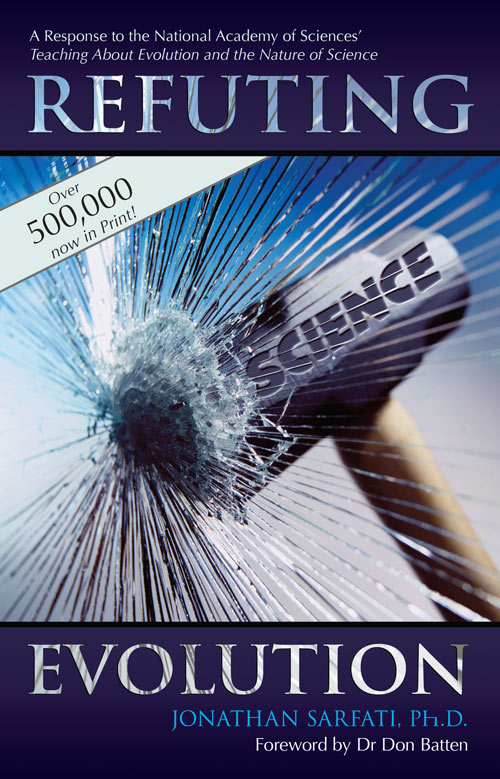 A Response to the National Academy of Sciences’
Teaching About Evolution and the Nature of Science
REFUTING
Over
500,000
now in Print!
SCIENCE
EVOLUTION
JONATHAN SARFATI, Ph.D.
Foreword by Dr Don Batten